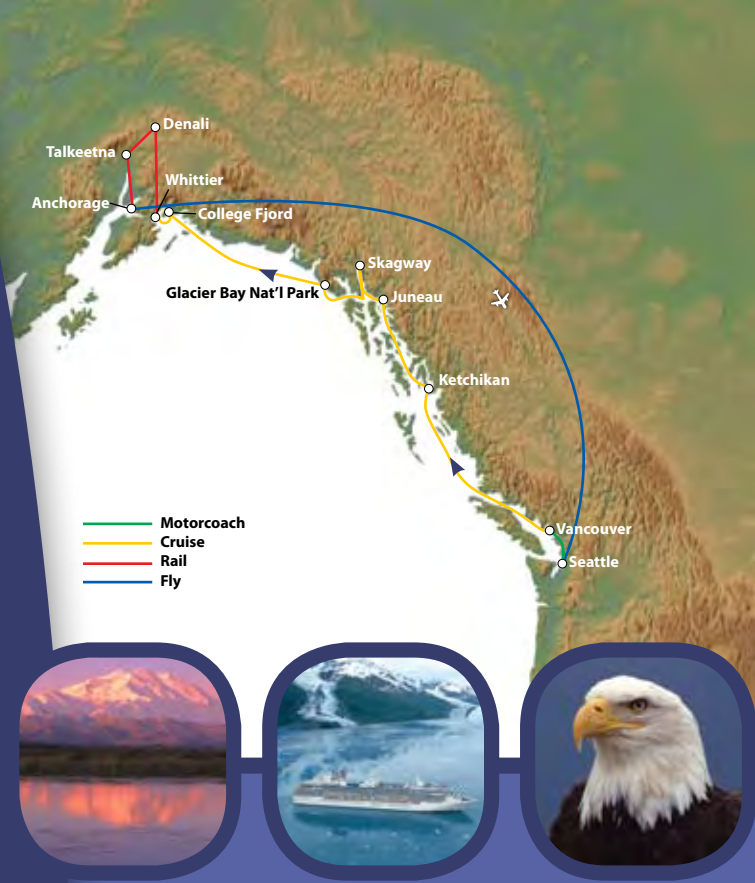 Denali
Talkeetna
Whittier
Anchorage
College Fjord
Skagway
Glacier Bay Nat’l Park
Juneau
Ketchikan
Vancouver
Seattle
Motorcoach
Cruise
Rail
Fly